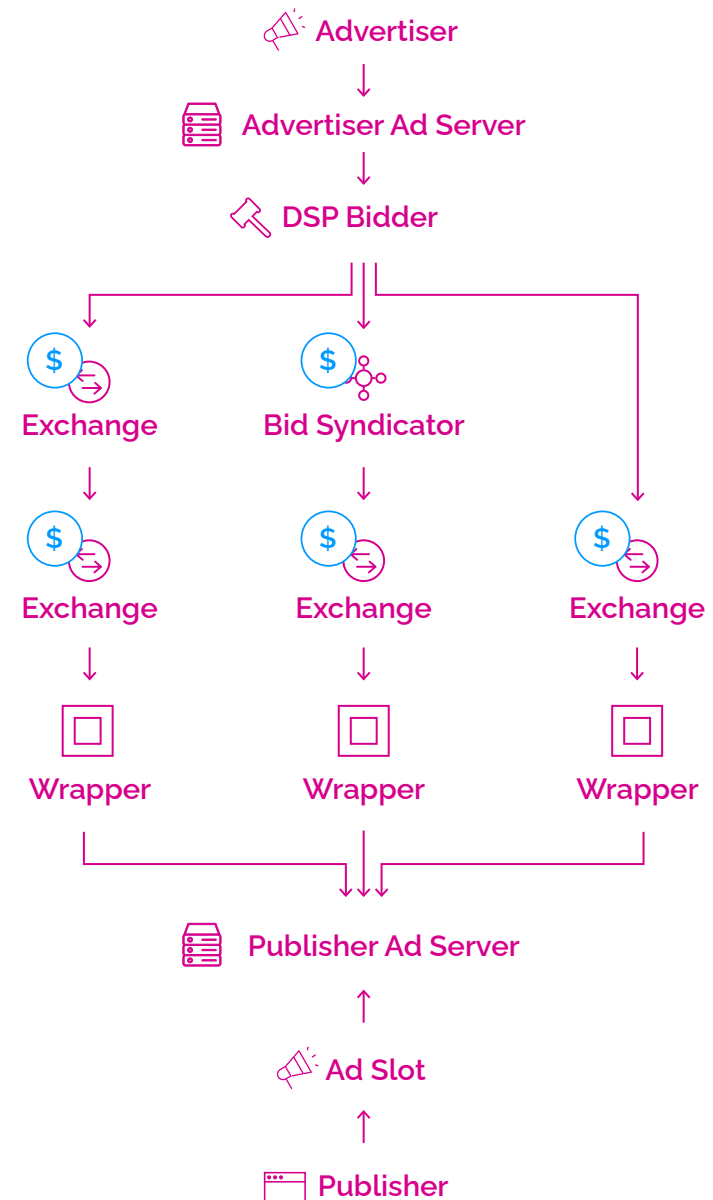 Advertiser
Advertiser Ad Server
DSP Bidder
$
$
Exchange
Bid Syndicator
$
$
$
Exchange
Exchange
Exchange
Wrapper
Wrapper
Wrapper
Publisher Ad Server
Ad Slot
Publisher